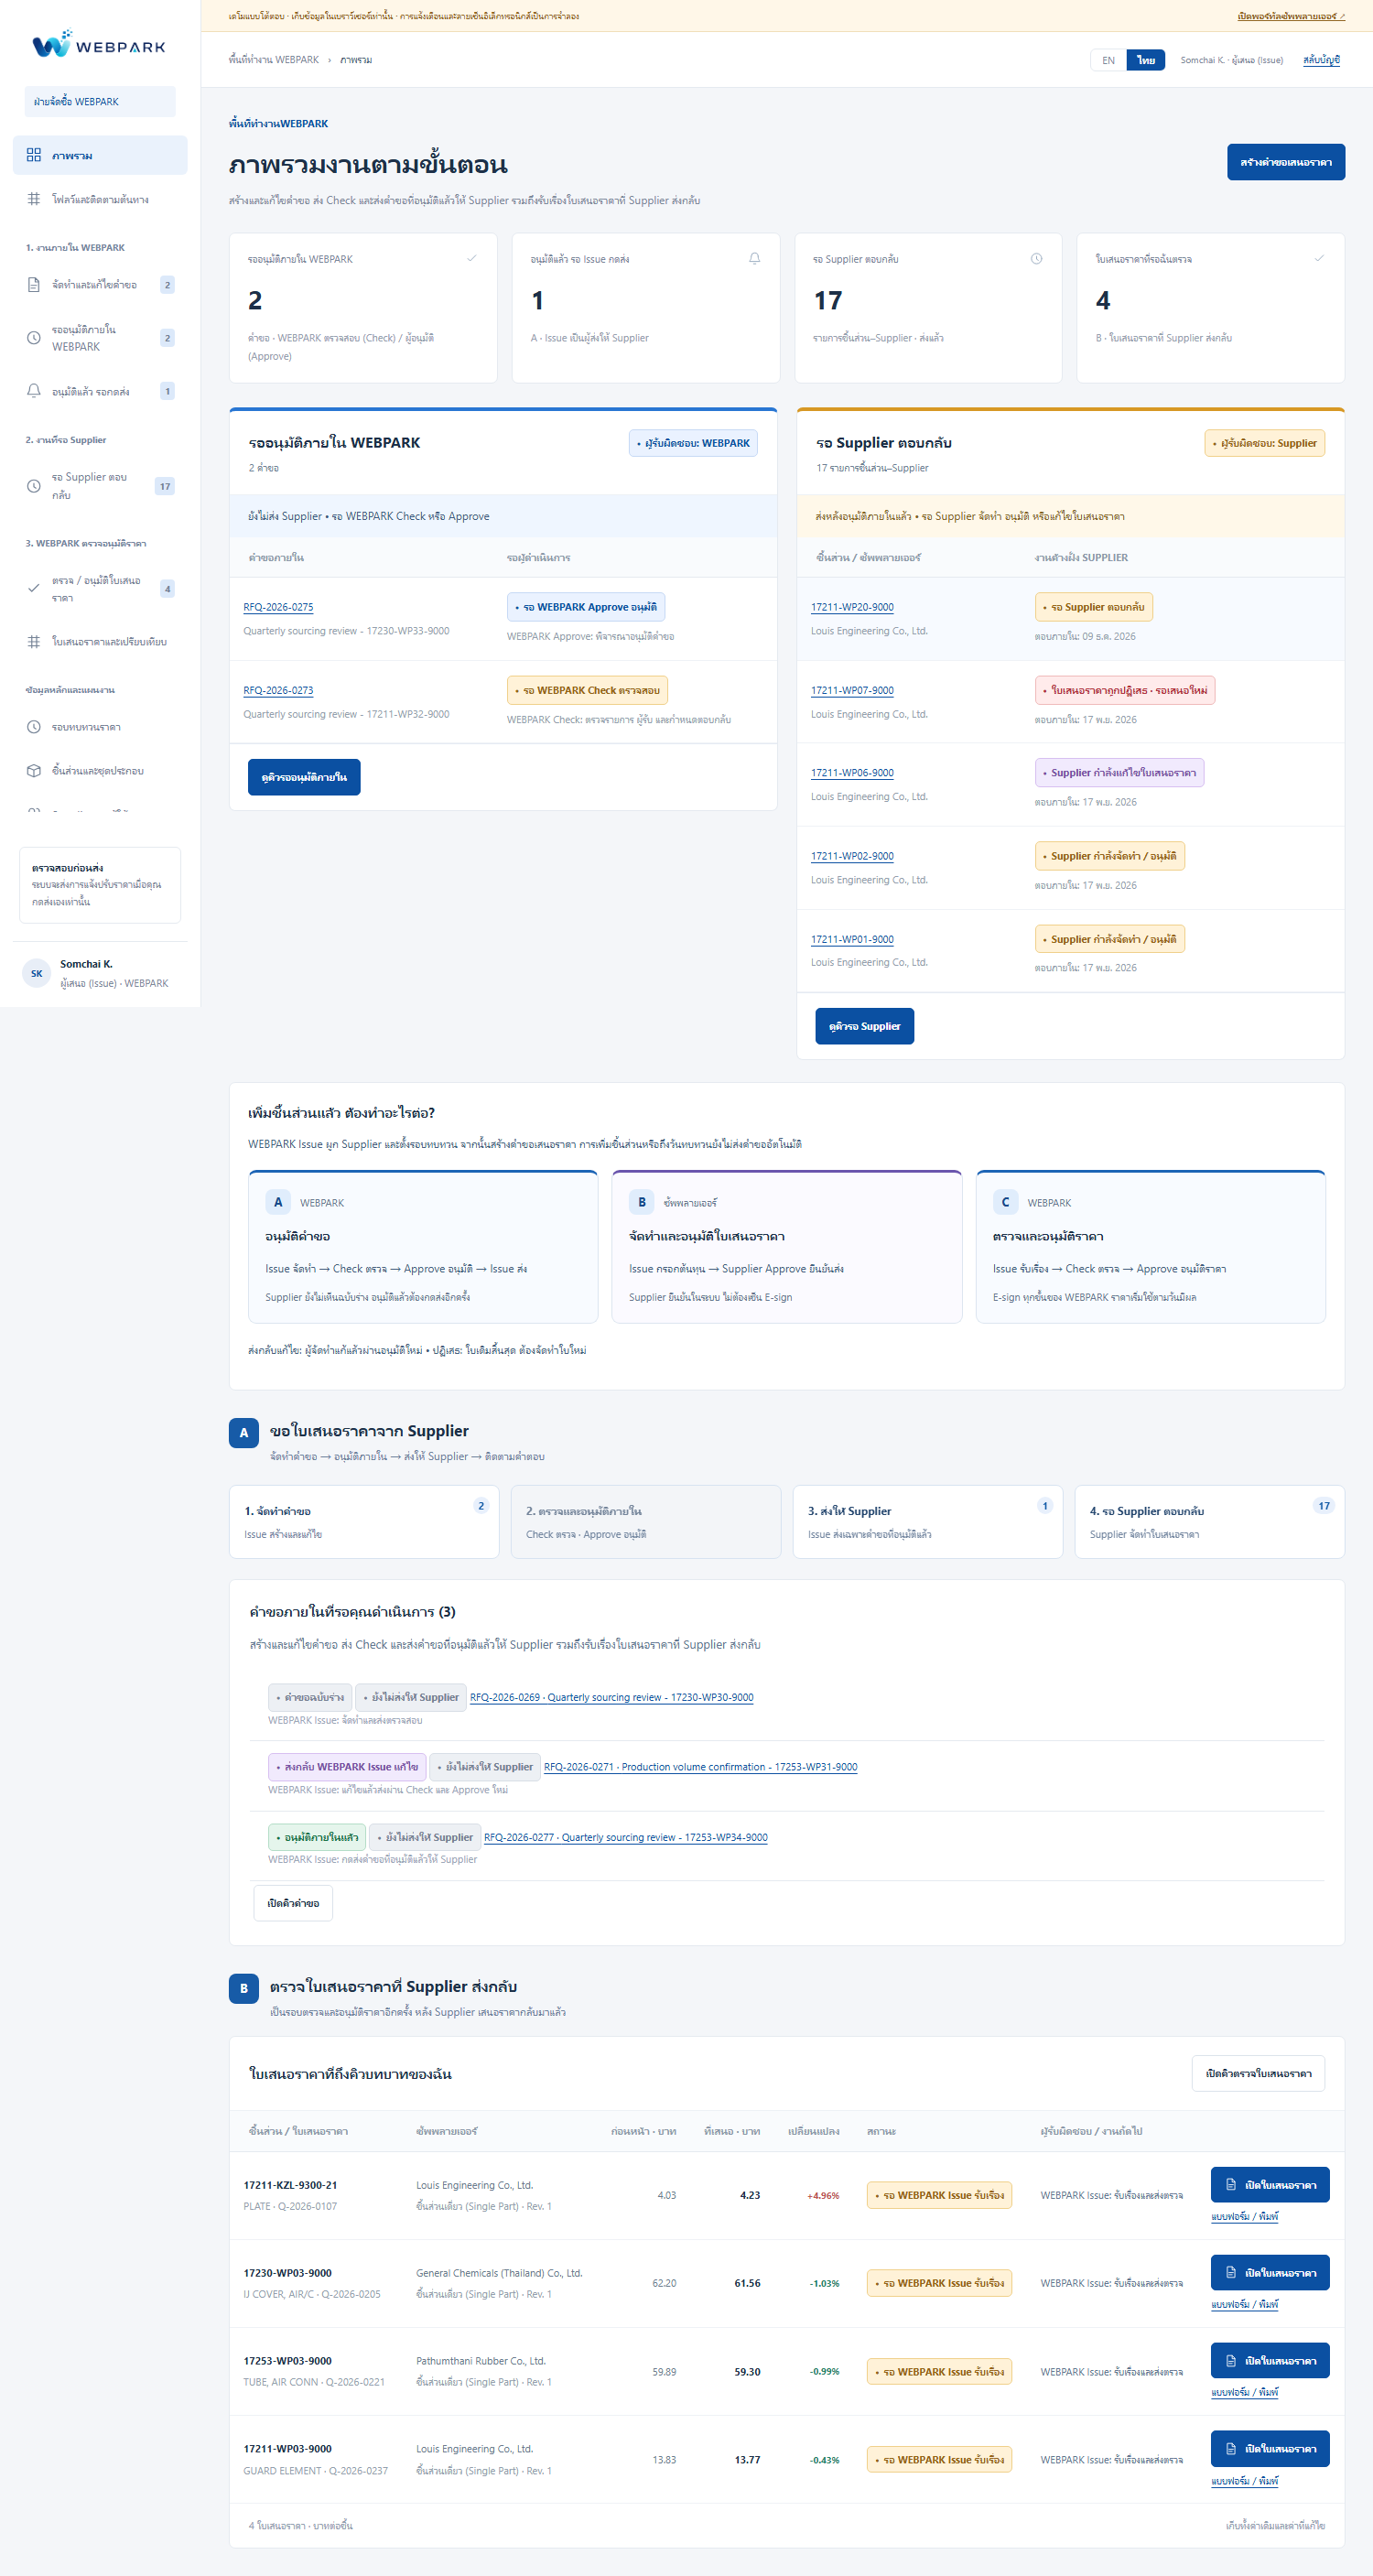 WEBPARK
ฝ่ายจัดซื้อ WEBPARK
ภาพรวม
โฟลว์และติดตามต้นทาง
1. งานภายใน WEBPARK
จัดทำและแก้ไขคำขอ 2
รออนุมัติภายใน
WEBPARK 2
อนุมัติแล้ว รอกดส่ง 1
2. งานที่รอ Supplier
รอ Supplier ตอบ
กลับ 17
3. WEBPARK ตรวจอนุมัติราคา
ตรวจ / อนุมัติใบเสนอ
ราคา 4
ใบเสนอราคาและเปรียบเทียบ
ข้อมูลหลักและแผนงาน
รอบทบทวนราคา
ชิ้นส่วนและชุดประกอบ
ตรวจสอบก่อนส่ง
ระบบจะส่งการแจ้งปรับราคาเมื่อคุณ
กดส่งเองเท่านั้น
SK
Somchai K.
ผู้เสนอ (Issue) · WEBPARK
เดโมแบบโต้ตอบ · เก็บข้อมูลในเบราว์เซอร์เท่านั้น · การแจ้งเตือนและลายเซ็นอิเล็กทรอนิกส์เป็นการจำลอง
เปิดพอร์ทัลซัพพลายเออร์ ↗
พื้นที่ทำงาน WEBPARK › ภาพรวม
EN ไทย Somchai K. · ผู้เสนอ (Issue) สลับบัญชี
พื้นที่ทำงานWEBPARK
ภาพรวมงานตามขั้นตอน
สร้างคำขอเสนอราคา
สร้างและแก้ไขคำขอ ส่ง Check และส่งคำขอที่อนุมัติแล้วให้ Supplier รวมถึงรับเรื่องใบเสนอราคาที่ Supplier ส่งกลับ
รออนุมัติภายใน WEBPARK
2
คำขอ · WEBPARK ตรวจสอบ (Check) / ผู้อนุมัติ
(Approve)
อนุมัติแล้ว รอ Issue กดส่ง
1
A · Issue เป็นผู้ส่งให้ Supplier
รอ Supplier ตอบกลับ
17
รายการชิ้นส่วน–Supplier · ส่งแล้ว
ใบเสนอราคาที่รอฉันตรวจ
4
B · ใบเสนอราคาที่ Supplier ส่งกลับ
รออนุมัติภายใน WEBPARK
• ผู้รับผิดชอบ: WEBPARK
2 คำขอ
ยังไม่ส่ง Supplier • รอ WEBPARK Check หรือ Approve
คำขอภายใน รอผู้ดำเนินการ
RFQ-2026-0275 • รอ WEBPARK Approve อนุมัติ
Quarterly sourcing review - 17230-WP33-9000 WEBPARK Approve: พิจารณาอนุมัติคำขอ
RFQ-2026-0273 • รอ WEBPARK Check ตรวจสอบ
Quarterly sourcing review - 17211-WP32-9000 WEBPARK Check: ตรวจรายการ ผู้รับ และกำหนดตอบกลับ
ดูคิวรออนุมัติภายใน
รอ Supplier ตอบกลับ
• ผู้รับผิดชอบ: Supplier
17 รายการชิ้นส่วน–Supplier
ส่งหลังอนุมัติภายในแล้ว • รอ Supplier จัดทำ อนุมัติ หรือแก้ไขใบเสนอราคา
ชิ้นส่วน / ซัพพลายเออร์ งานค้างฝั่ง SUPPLIER
17211-WP20-9000 • รอ Supplier ตอบกลับ
Louis Engineering Co., Ltd. ตอบภายใน: 09 ธ.ค. 2026
17211-WP07-9000 • ใบเสนอราคาถูกปฏิเสธ · รอเสนอใหม่
Louis Engineering Co., Ltd. ตอบภายใน: 17 พ.ย. 2026
17211-WP06-9000 • Supplier กำลังแก้ไขใบเสนอราคา
Louis Engineering Co., Ltd. ตอบภายใน: 17 พ.ย. 2026
17211-WP02-9000 • Supplier กำลังจัดทำ / อนุมัติ
Louis Engineering Co., Ltd. ตอบภายใน: 17 พ.ย. 2026
17211-WP01-9000 • Supplier กำลังจัดทำ / อนุมัติ
Louis Engineering Co., Ltd. ตอบภายใน: 17 พ.ย. 2026
ดูคิวรอ Supplier
เพิ่มชิ้นส่วนแล้ว ต้องทำอะไรต่อ?
WEBPARK Issue ผูก Supplier และตั้งรอบทบทวน จากนั้นสร้างคำขอเสนอราคา การเพิ่มชิ้นส่วนหรือถึงวันทบทวนยังไม่ส่งคำขออัตโนมัติ
A WEBPARK
อนุมัติคำขอ
Issue จัดทำ → Check ตรวจ → Approve อนุมัติ → Issue ส่ง
Supplier ยังไม่เห็นฉบับร่าง อนุมัติแล้วต้องกดส่งอีกครั้ง
B ซัพพลายเออร์
จัดทำและอนุมัติใบเสนอราคา
Issue กรอกต้นทุน → Supplier Approve ยืนยันส่ง
Supplier ยืนยันในระบบ ไม่ต้องเซ็น E-sign
C WEBPARK
ตรวจและอนุมัติราคา
Issue รับเรื่อง → Check ตรวจ → Approve อนุมัติราคา
E-sign ทุกขั้นของ WEBPARK ราคาเริ่มใช้ตามวันมีผล
ส่งกลับแก้ไข: ผู้จัดทำแก้แล้วผ่านอนุมัติใหม่ • ปฏิเสธ: ใบเดิมสิ้นสุด ต้องจัดทำใบใหม่
A ขอใบเสนอราคาจาก Supplier
จัดทำคำขอ → อนุมัติภายใน → ส่งให้ Supplier → ติดตามคำตอบ
1. จัดทำคำขอ 2
Issue สร้างและแก้ไข
2. ตรวจและอนุมัติภายใน
Check ตรวจ · Approve อนุมัติ
3. ส่งให้ Supplier 1
Issue ส่งเฉพาะคำขอที่อนุมัติแล้ว
4. รอ Supplier ตอบกลับ 17
Supplier จัดทำใบเสนอราคา
คำขอภายในที่รอคุณดำเนินการ (3)
สร้างและแก้ไขคำขอ ส่ง Check และส่งคำขอที่อนุมัติแล้วให้ Supplier รวมถึงรับเรื่องใบเสนอราคาที่ Supplier ส่งกลับ
• คำขอฉบับร่าง • ยังไม่ส่งให้ Supplier RFQ-2026-0269 · Quarterly sourcing review - 17230-WP30-9000
WEBPARK Issue: จัดทำและส่งตรวจสอบ
• ส่งกลับ WEBPARK Issue แก้ไข • ยังไม่ส่งให้ Supplier RFQ-2026-0271 · Production volume confirmation - 17253-WP31-9000
WEBPARK Issue: แก้ไขแล้วส่งผ่าน Check และ Approve ใหม่
• อนุมัติภายในแล้ว • ยังไม่ส่งให้ Supplier RFQ-2026-0277 · Quarterly sourcing review - 17253-WP34-9000
WEBPARK Issue: กดส่งคำขอที่อนุมัติแล้วให้ Supplier
เปิดคิวคำขอ
B ตรวจใบเสนอราคาที่ Supplier ส่งกลับ
เป็นรอบตรวจและอนุมัติราคาอีกครั้ง หลัง Supplier เสนอราคากลับมาแล้ว
ใบเสนอราคาที่ถึงคิวบทบาทของฉัน
เปิดคิวตรวจใบเสนอราคา
ชิ้นส่วน / ใบเสนอราคา ซัพพลายเออร์ ก่อนหน้า · บาท ที่เสนอ · บาท เปลี่ยนแปลง สถานะ ผู้รับผิดชอบ / งานถัดไป
17211-KZL-9300-21 Louis Engineering Co., Ltd. 4.03 4.23 +4.96% • รอ WEBPARK Issue รับเรื่อง WEBPARK Issue: รับเรื่องและส่งตรวจ เปิดใบเสนอราคา
PLATE · Q-2026-0107 ชิ้นส่วนเดี่ยว (Single Part) · Rev. 1 แบบฟอร์ม / พิมพ์
17230-WP03-9000 General Chemicals (Thailand) Co., Ltd. 62.20 61.56 -1.03% • รอ WEBPARK Issue รับเรื่อง WEBPARK Issue: รับเรื่องและส่งตรวจ เปิดใบเสนอราคา
IJ COVER, AIR/C · Q-2026-0205 ชิ้นส่วนเดี่ยว (Single Part) · Rev. 1 แบบฟอร์ม / พิมพ์
17253-WP03-9000 Pathumthani Rubber Co., Ltd. 59.89 59.30 -0.99% • รอ WEBPARK Issue รับเรื่อง WEBPARK Issue: รับเรื่องและส่งตรวจ เปิดใบเสนอราคา
TUBE, AIR CONN · Q-2026-0221 ชิ้นส่วนเดี่ยว (Single Part) · Rev. 1 แบบฟอร์ม / พิมพ์
17211-WP03-9000 Louis Engineering Co., Ltd. 13.83 13.77 -0.43% • รอ WEBPARK Issue รับเรื่อง WEBPARK Issue: รับเรื่องและส่งตรวจ เปิดใบเสนอราคา
GUARD ELEMENT · Q-2026-0237 ชิ้นส่วนเดี่ยว (Single Part) · Rev. 1 แบบฟอร์ม / พิมพ์
4 ใบเสนอราคา · บาทต่อชิ้น เก็บทั้งค่าเดิมและค่าที่แก้ไข